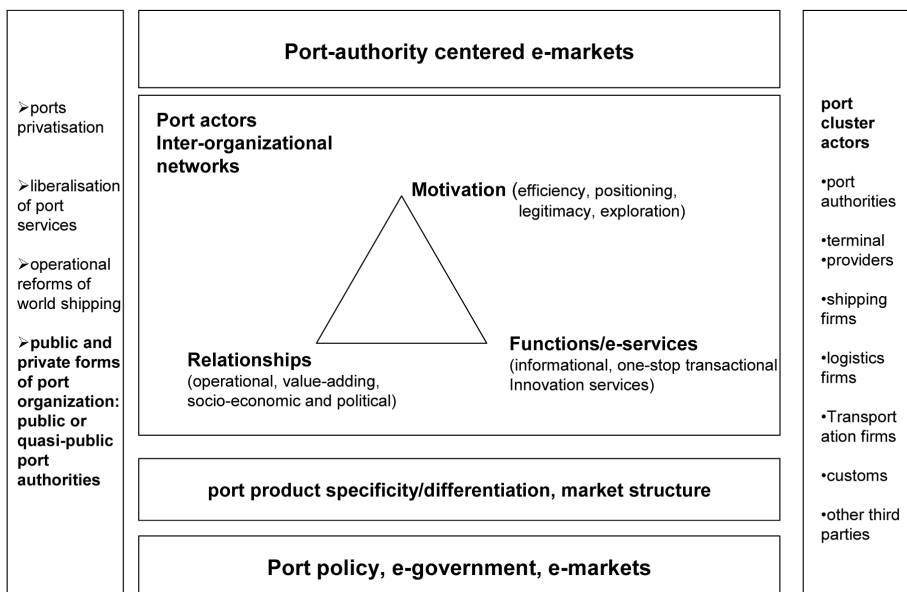 Port-authority centered e-markets
➢ports
privatisation
➢liberalisation
of port
services
➢operational
reforms of
world shipping
➢public and
private forms
of port
organization:
public or
quasi-public
port
authorities
Port actors
Inter-organizational
networks
Motivation (efficiency, positioning,
legitimacy, exploration)
Relationships
(operational, value-adding,
socio-economic and political)
Functions/e-services
(informational, one-stop transactional
Innovation services)
port product specificity/differentiation, market structure
Port policy, e-government, e-markets
port
cluster
actors
•port
authorities
•terminal
•providers
•shipping
firms
•logistics
firms
•Transport
ation firms
•customs
•other third
parties